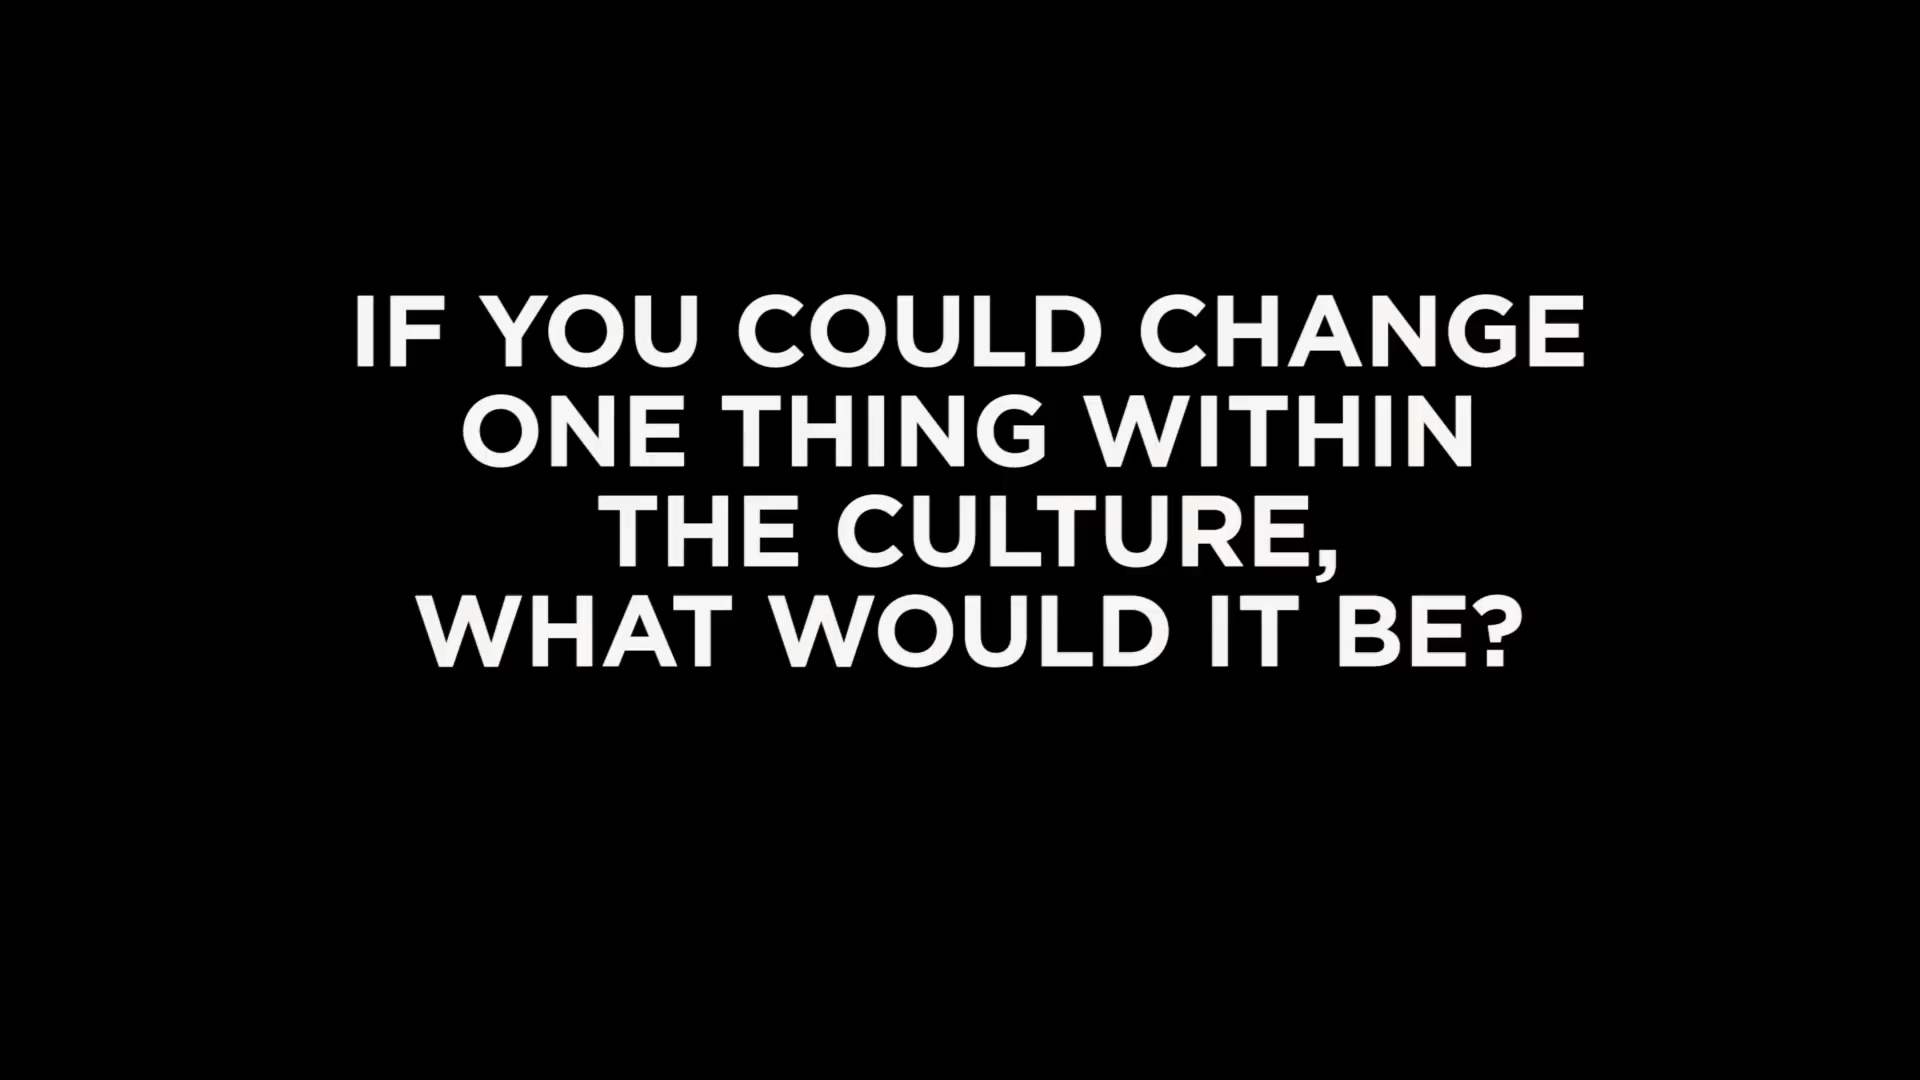 IF YOU COULD CHANGE
ONE THING WITHIN
THE CULTURE,
WHAT WOULD IT BE?